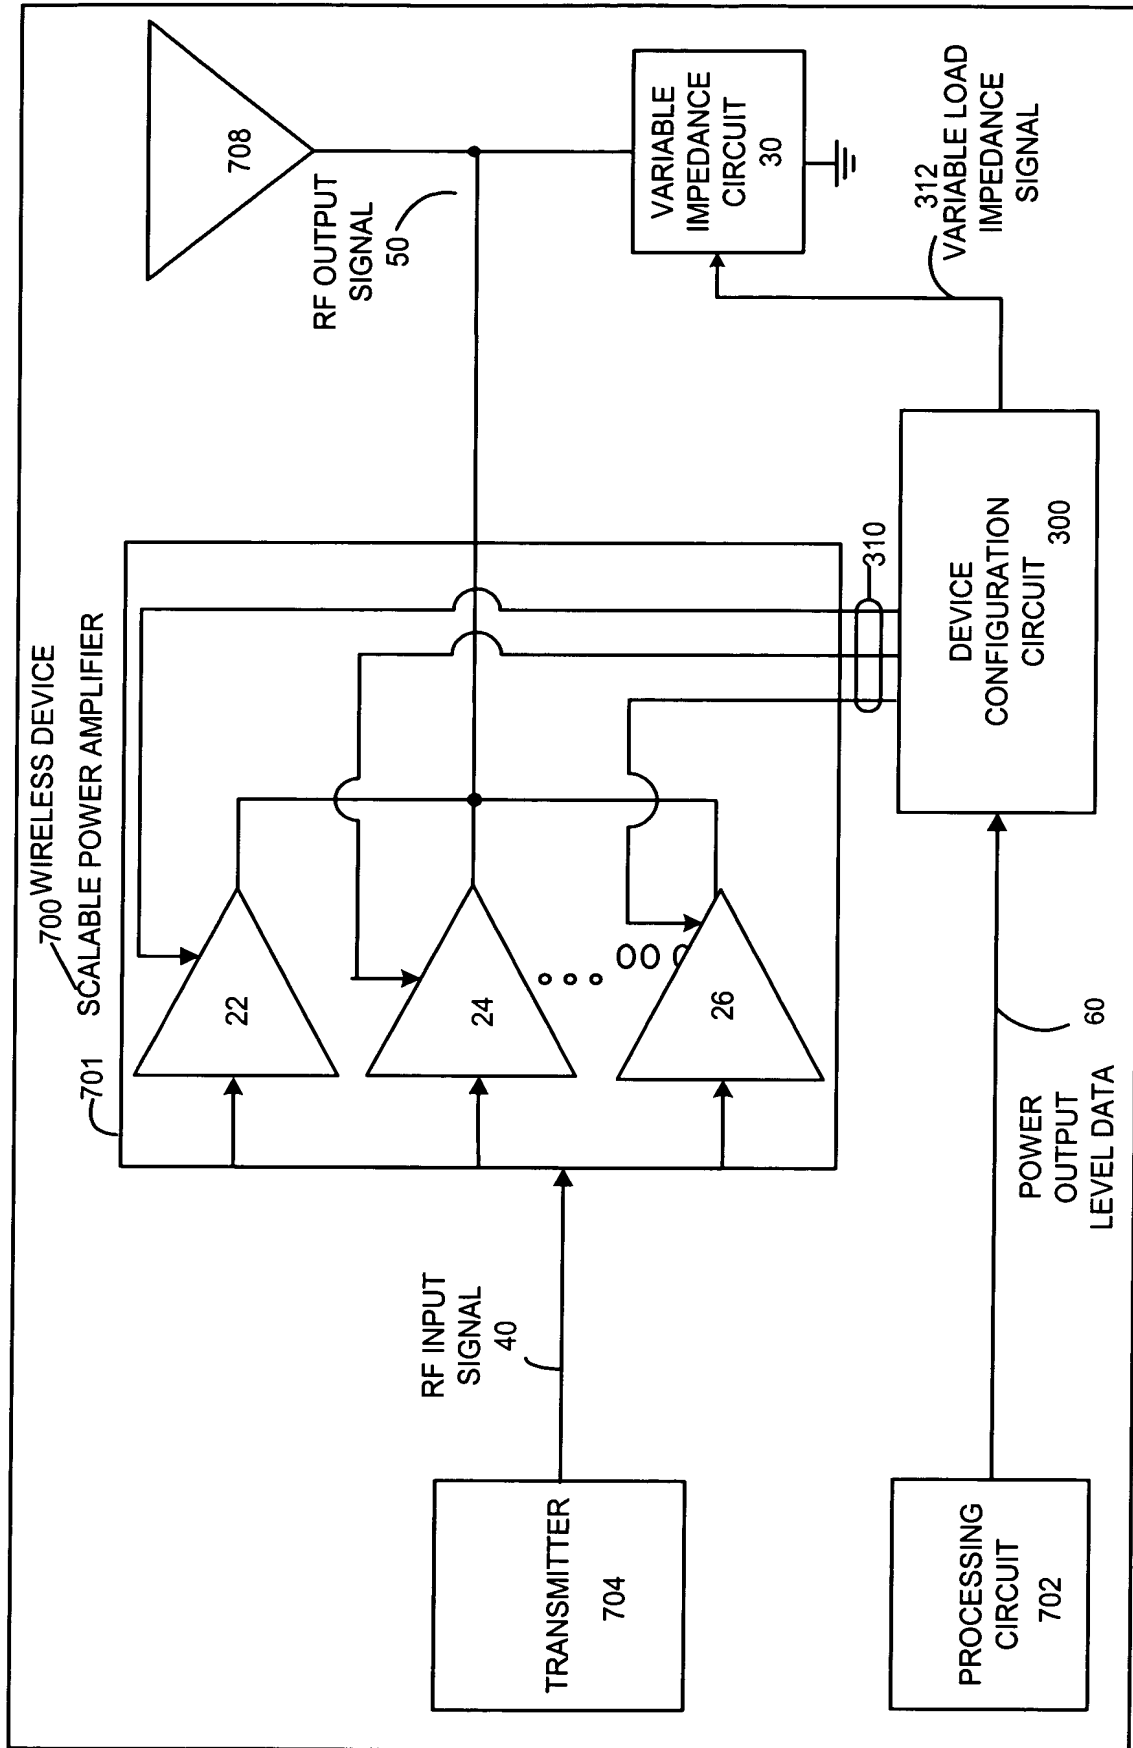 700 WIRELESS DEVICE
701 SCALABLE POWER AMPLIFIER
708
22
24
26
RF OUTPUT
SIGNAL
50
RF INPUT
SIGNAL
40
TRANSMITTER
704
VARIABLE
IMPEDANCE
CIRCUIT
30
310
312
VARIABLE LOAD
IMPEDANCE
SIGNAL
DEVICE
CONFIGURATION
CIRCUIT
300
PROCESSING
CIRCUIT
702
POWER
OUTPUT
LEVEL DATA
60